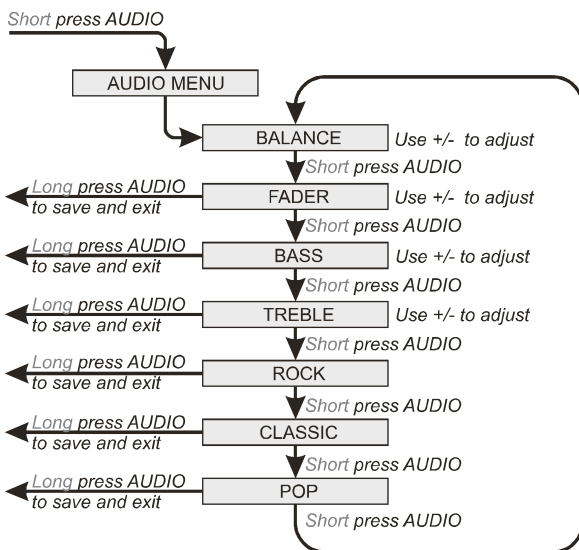 Short press AUDIO
AUDIO MENU
BALANCE Use +/- to adjust
Short press AUDIO
Long press AUDIO
to save and exit
FADER Use +/- to adjust
Short press AUDIO
Long press AUDIO
to save and exit
BASS Use +/- to adjust
Short press AUDIO
Long press AUDIO
to save and exit
TREBLE Use +/- to adjust
Short press AUDIO
Long press AUDIO
to save and exit
ROCK
Short press AUDIO
Long press AUDIO
to save and exit
CLASSIC
Short press AUDIO
Long press AUDIO
to save and exit
POP
Short press AUDIO